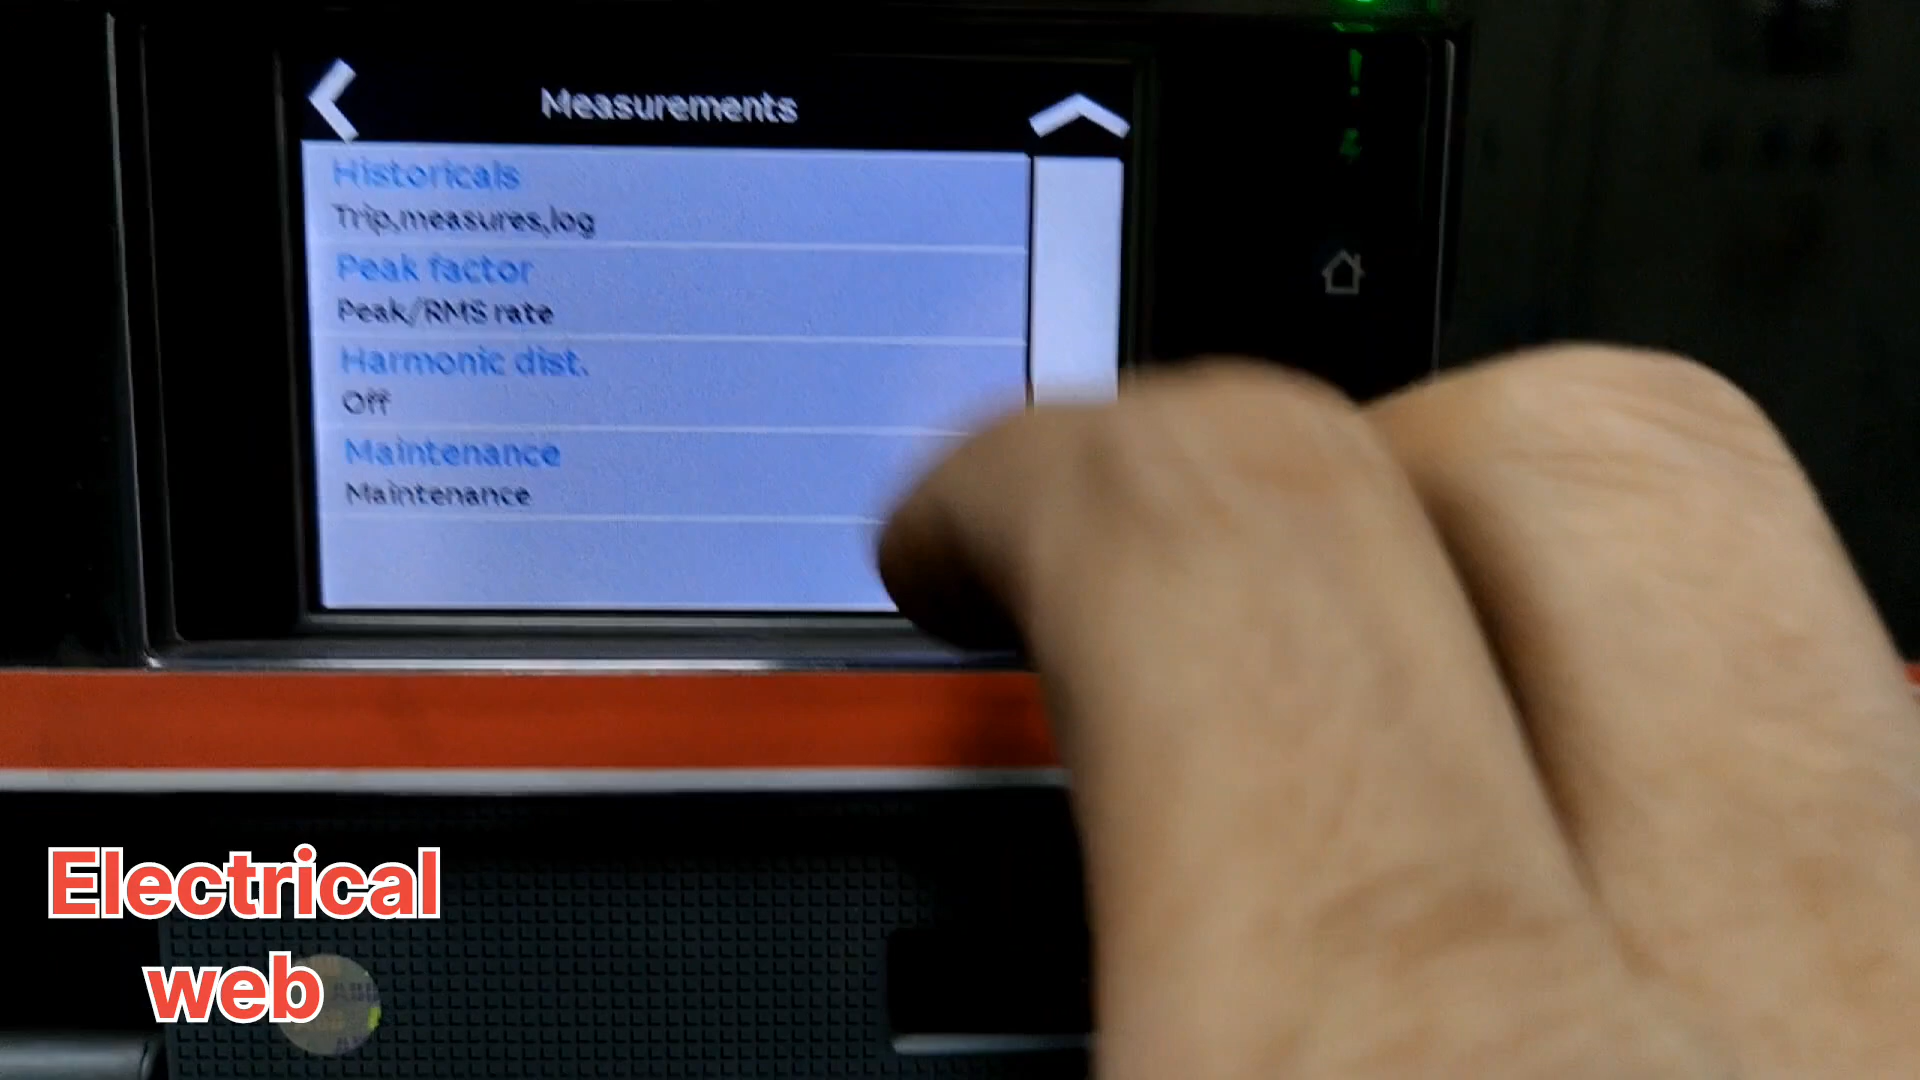 Measurements
Historicals
Trip,measures,log
Peak factor
Peak/RMS rate
Harmonic dist.
Off
Maintenance
Maintenance
Electrical
web